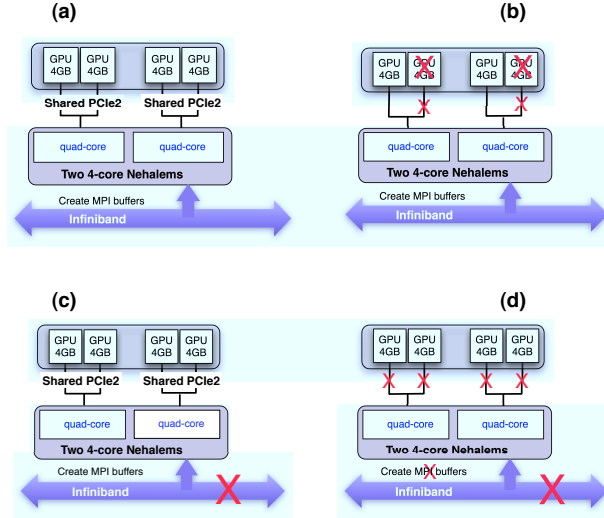 (a)
GPU GPU GPU GPU
4GB 4GB 4GB 4GB
Shared PCIe2 Shared PCIe2
quad-core quad-core
Two 4-core Nehalems
Create MPI buffers
Infiniband
(b)
GPU GPU GPU GPU
4GB 4GB 4GB 4GB
quad-core quad-core
Two 4-core Nehalems
Create MPI buffers
Infiniband
(c)
GPU GPU GPU GPU
4GB 4GB 4GB 4GB
Shared PCIe2 Shared PCIe2
quad-core quad-core
Two 4-core Nehalems
Create MPI buffers
Infiniband
(d)
GPU GPU GPU GPU
4GB 4GB 4GB 4GB
quad-core quad-core
Two 4-core Nehalems
Create MPI buffers
Infiniband